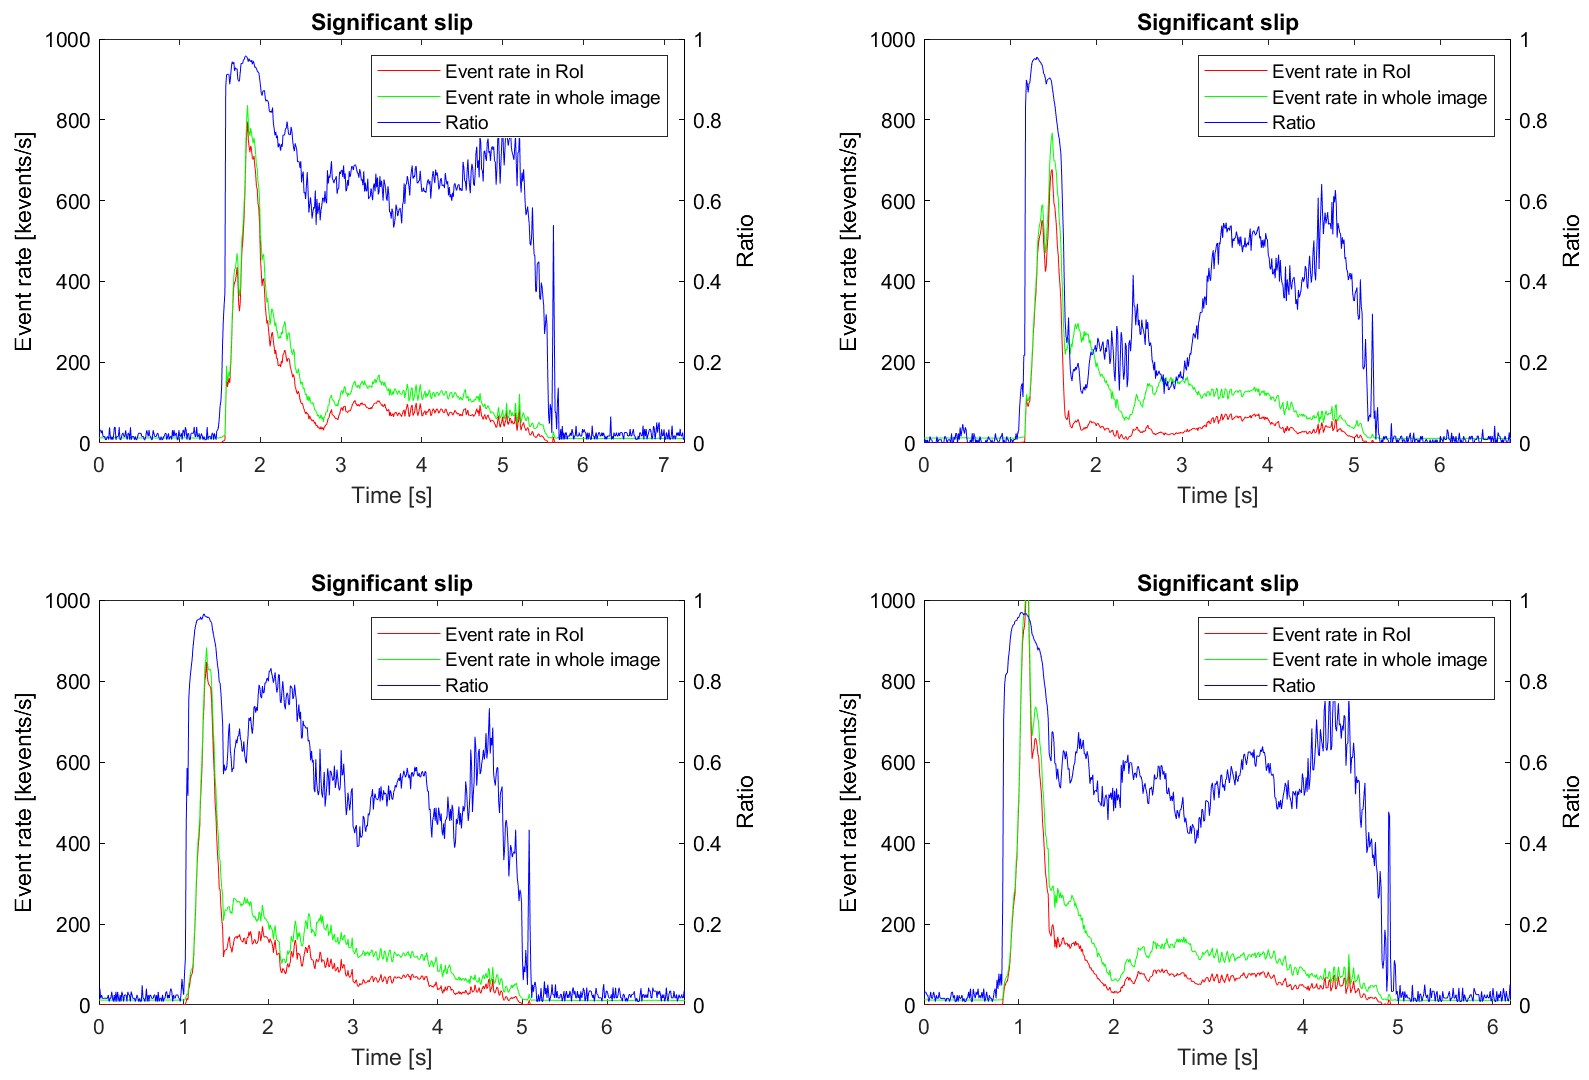 Significant slip
1000
800
600
400
200
0
Event rate [kevents/s]
Event rate in RoI
Event rate in whole image
Ratio
1
0.8
0.6
0.4
0.2
0
Ratio
0 1 2 3 4 5 6 7
Time [s]
Significant slip
1000
800
600
400
200
0
Event rate [kevents/s]
Event rate in RoI
Event rate in whole image
Ratio
1
0.8
0.6
0.4
0.2
0
Ratio
0 1 2 3 4 5 6
Time [s]
Significant slip
1000
800
600
400
200
0
Event rate [kevents/s]
Event rate in RoI
Event rate in whole image
Ratio
1
0.8
0.6
0.4
0.2
0
Ratio
0 1 2 3 4 5 6
Time [s]
Significant slip
1000
800
600
400
200
0
Event rate [kevents/s]
Event rate in RoI
Event rate in whole image
Ratio
1
0.8
0.6
0.4
0.2
0
Ratio
0 1 2 3 4 5 6
Time [s]